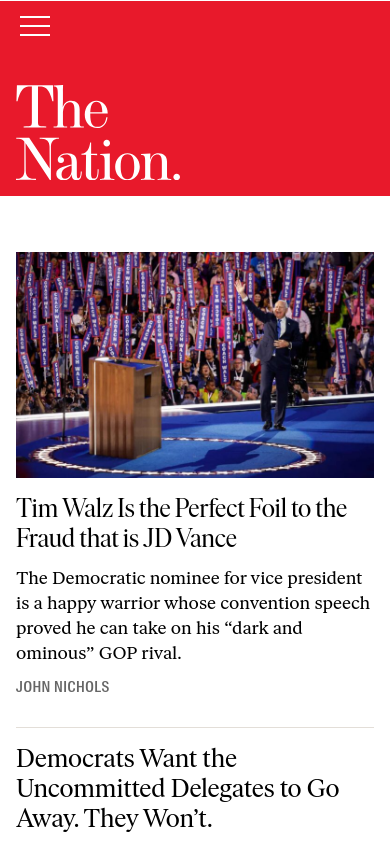 The
Nation.
Tim Walz Is the Perfect Foil to the
Fraud that is JD Vance
The Democratic nominee for vice president
is a happy warrior whose convention speech
proved he can take on his “dark and
ominous” GOP rival.
JOHN NICHOLS
Democrats Want the
Uncommitted Delegates to Go
Away. They Won’t.